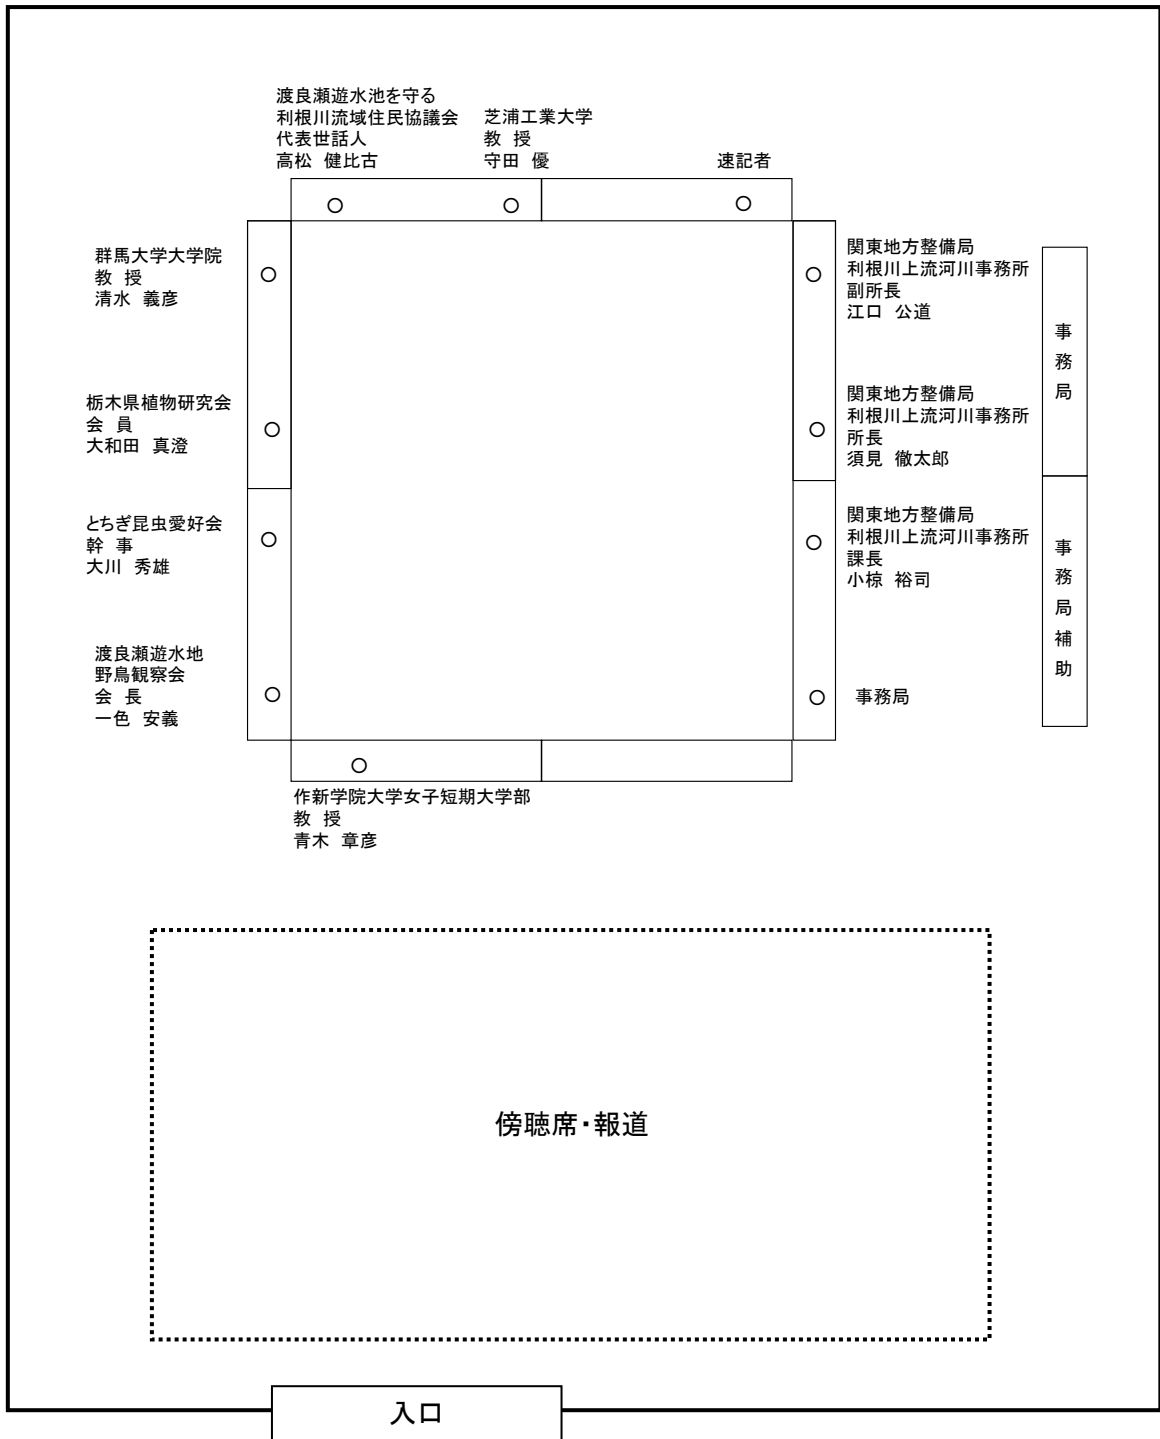 渡良瀬遊水池を守る
利根川流域住民協議会
代表世話人
高松 健比古
芝浦工業大学
教 授
守田 優
速記者
群馬大学大学院
教 授
清水 義彦
栃木県植物研究会
会 員
大和田 真澄
とちぎ昆虫愛好会
幹 事
大川 秀雄
渡良瀬遊水地
野鳥観察会
会 長
一色 安義
関東地方整備局
利根川上流河川事務所
副所長
江口 公道
関東地方整備局
利根川上流河川事務所
所長
須見 徹太郎
関東地方整備局
利根川上流河川事務所
課長
小椋 裕司
事務局
事務局
事務局補助
作新学院大学女子短期大学部
教 授
青木 章彦
傍聴席・報道
入口